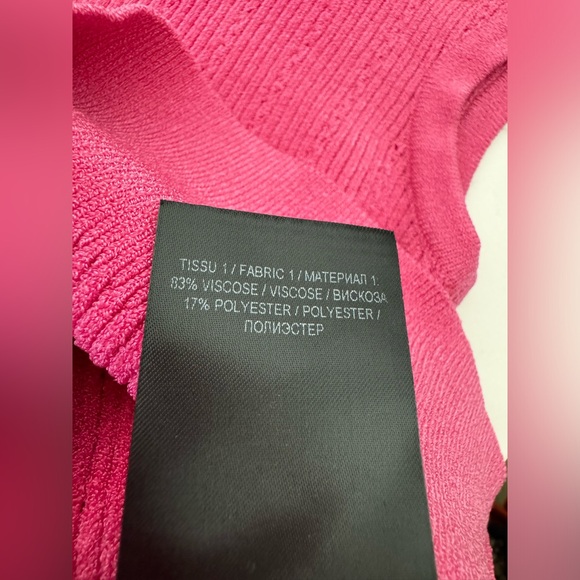 TISSU 1 / FABRIC 1 / МАТЕРИАЛ 1:
83% VISCOSE / VISCOSE / ВИСКОЗА
17% POLYESTER / POLYESTER /
ПОЛИЭСТЕР